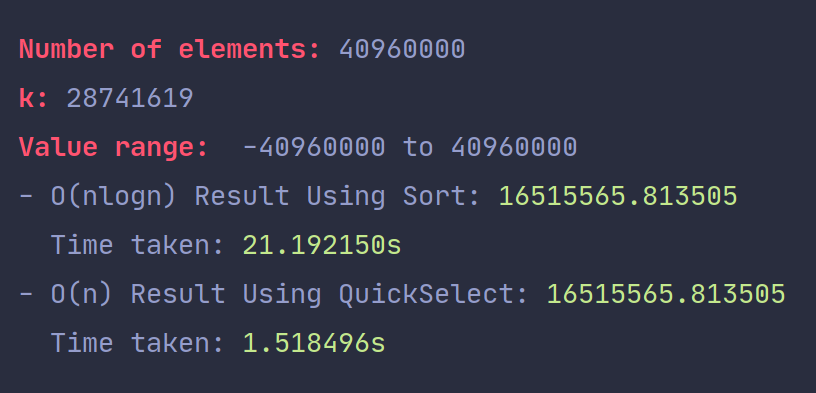 Number of elements: 40960000
k: 28741619
Value range:  -40960000 to 40960000
- O(nlogn) Result Using Sort: 16515565.813505
  Time taken: 21.192150s
- O(n) Result Using QuickSelect: 16515565.813505
  Time taken: 1.518496s